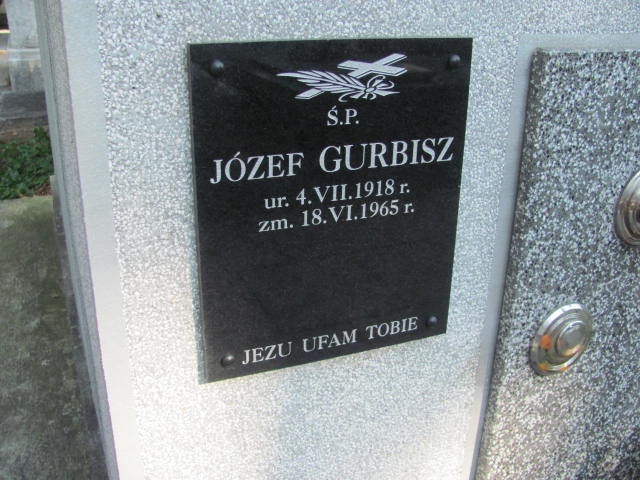 Ś.P.
JÓZEF GURBISZ
ur. 4.VII.1918 r.
zm. 18.VI.1965 r.
JEZU UFAM TOBIE